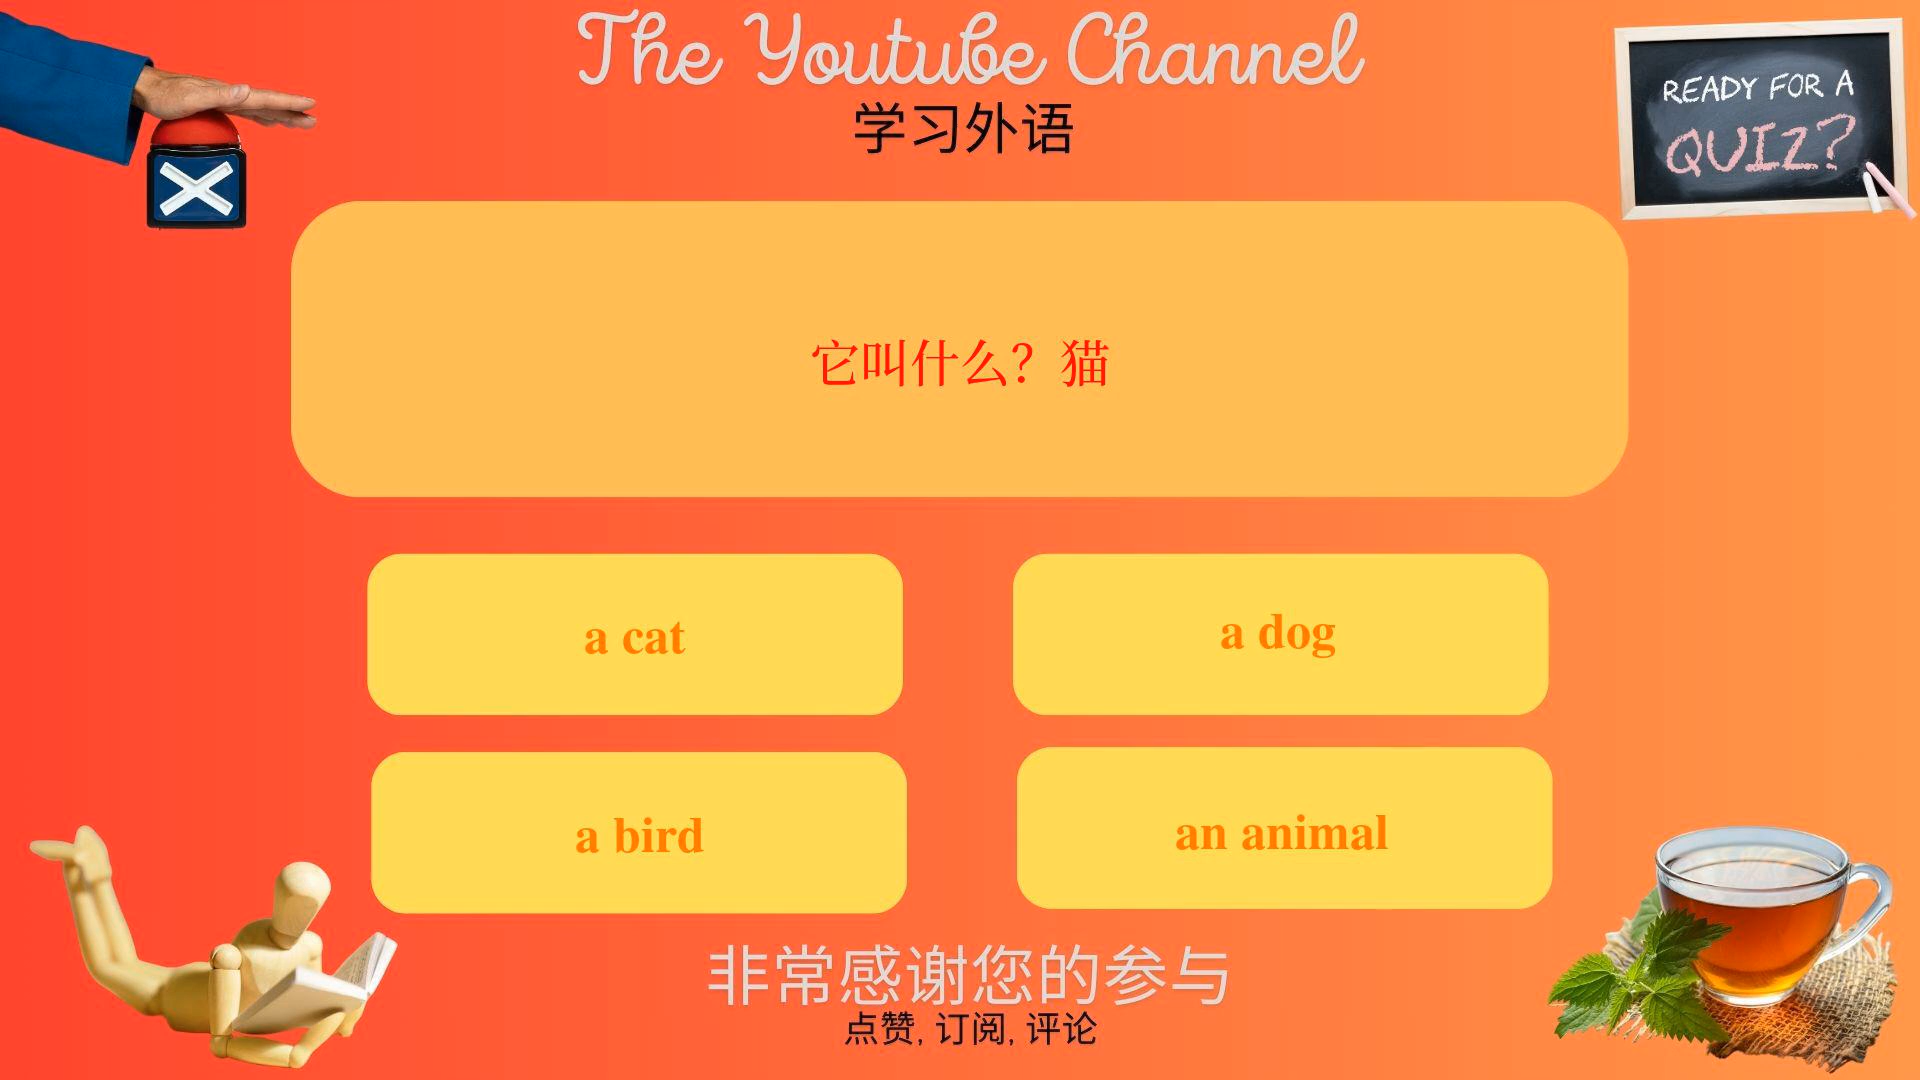 The Youtube Channel
学习外语
READY FOR A
QUIZ?
它叫什么？猫
a cat
a dog
a bird
an animal
非常感谢您的参与
点赞, 订阅, 评论